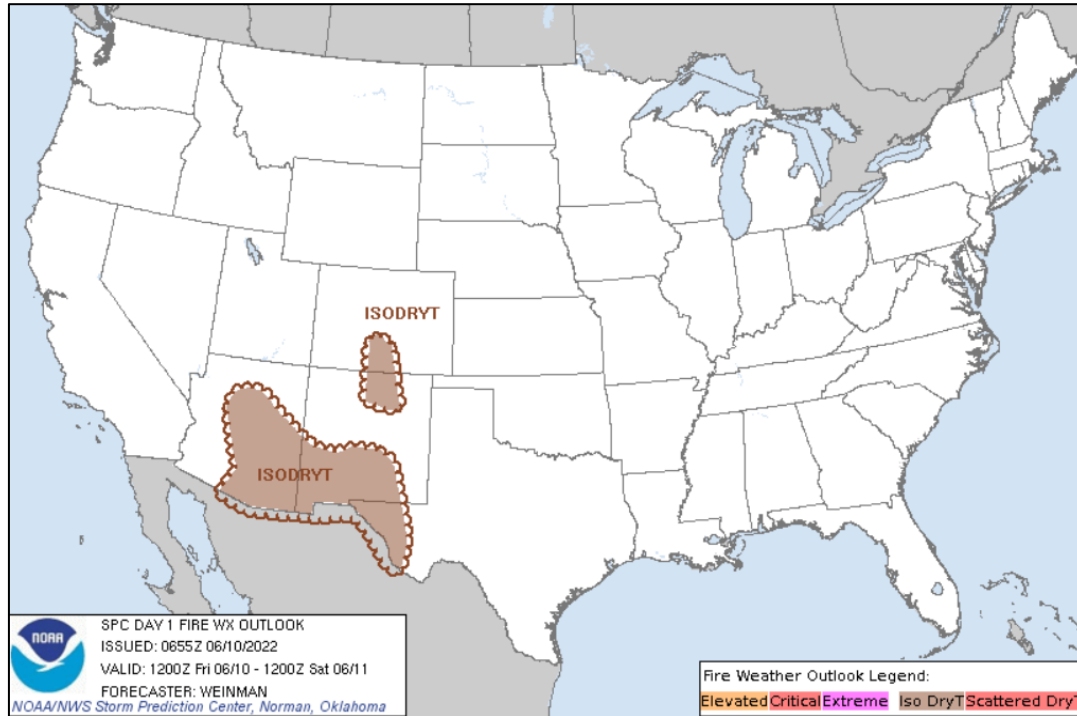 ISODRYT
ISODRYT
NOAA
SPC DAY 1 FIRE WX OUTLOOK
ISSUED: 0655Z 06/10/2022
VALID: 1200Z Fri 06/10 - 1200Z Sat 06/11
FORECASTER: WEINMAN
NOAA/NWS Storm Prediction Center, Norman, Oklahoma
Fire Weather Outlook Legend:
Elevated Critical Extreme Iso DryT Scattered DryT